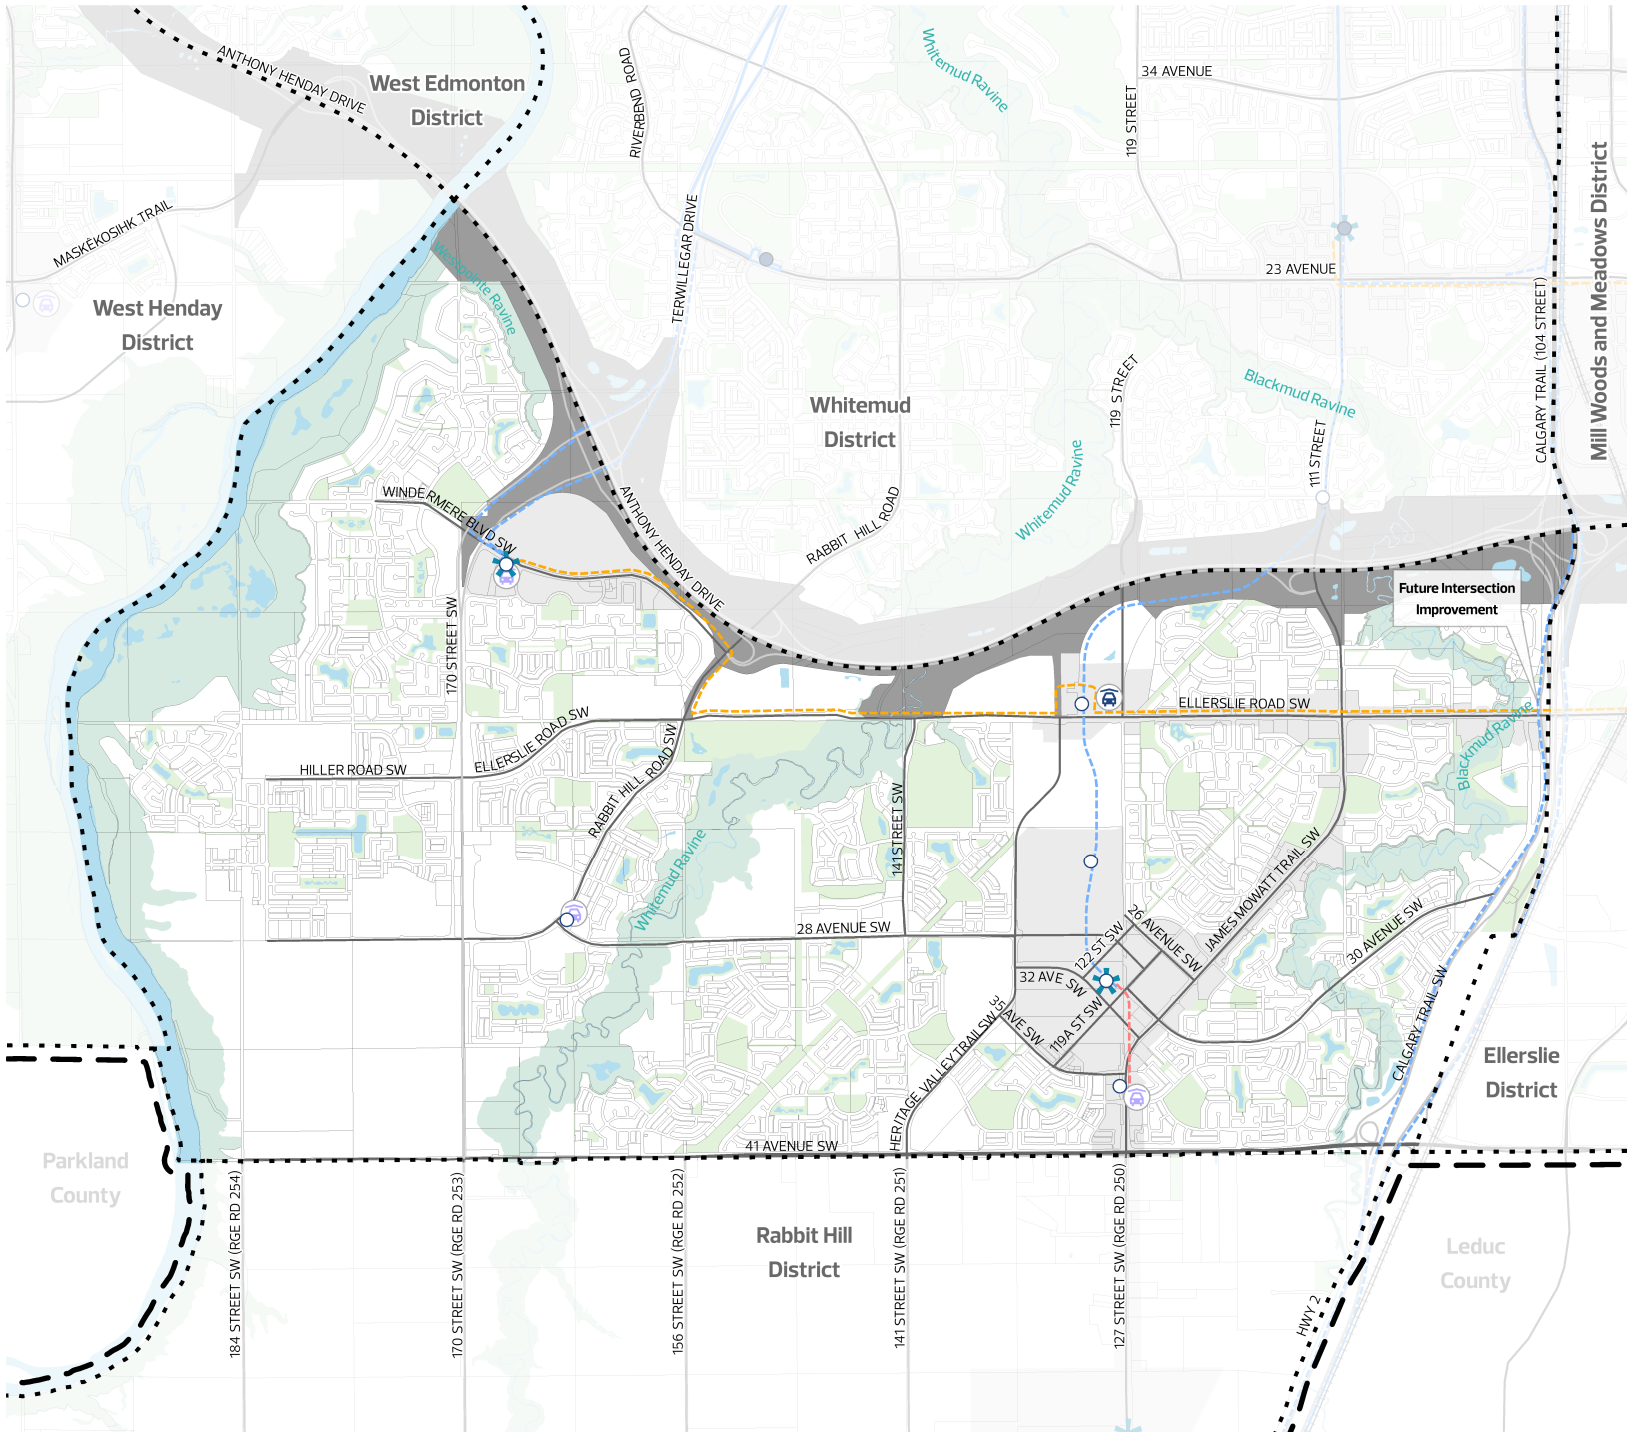 ANTHONY HENDAY DRIVE
West Edmonton
District
RIVERBEND ROAD
Whitemud Ravine
34 AVENUE
119 STREET
MASKÊKOSIHK TRAIL
West Henday
District
Westpointe Ravine
TERWILLEGAR DRIVE
23 AVENUE
CALGARY TRAIL (104 STREET)
Mill Woods and Meadows District
Whitemud
District
119 STREET
Blackmud Ravine
111 STREET
Whitemud Ravine
WINDERMERE BLVD SW
ANTHONY HENDAY DRIVE
RABBIT HILL ROAD
Future Intersection
Improvement
170 STREET SW
ELLERSLIE ROAD SW
ELLERSLIE ROAD SW
HILLER ROAD SW
RABBIT HILL ROAD SW
Blackmud Ravine
141 STREET SW
Whitemud Ravine
JAMES MOWATT TRAIL SW
28 AVENUE SW
122 ST SW
26 AVENUE SW
30 AVENUE SW
32 AVE SW
35 AVE SW
119A ST SW
HERITAGE VALLEY TRAIL SW
CALGARY TRAIL SW
Ellerslie
District
41 AVENUE SW
Parkland
County
184 STREET SW (RGE RD 254)
170 STREET SW (RGE RD 253)
156 STREET SW (RGE RD 252)
141 STREET SW (RGE RD 251)
127 STREET SW (RGE RD 250)
Rabbit Hill
District
Leduc
County
HWY 2